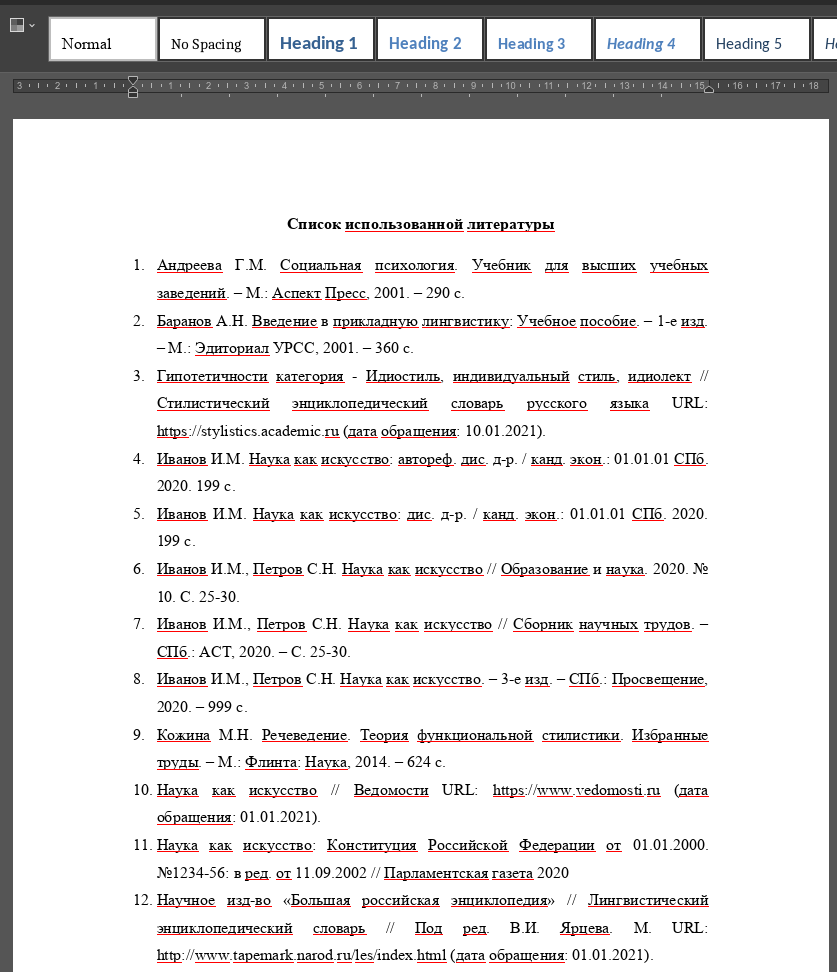 Normal
No Spacing
Heading 1
Heading 2
Heading 3
Heading 4
Heading 5
3 2 1 1 2 3 4 5 6 7 8 9 10 11 12 13 14 15 16 17 18
Список использованной литературы
1. Андреева Г.М. Социальная психология. Учебник для высших учебных
заведений. – М.: Аспект Пресс, 2001. – 290 с.
2. Баранов А.Н. Введение в прикладную лингвистику: Учебное пособие. – 1-е изд.
– М.: Эдиториал УРСС, 2001. – 360 с.
3. Гипотетичности категория - Идиостиль, индивидуальный стиль, идиолект //
Стилистический энциклопедический словарь русского языка URL:
https://stylistics.academic.ru (дата обращения: 10.01.2021).
4. Иванов И.М. Наука как искусство: автореф. дис. д-р. / канд. экон.: 01.01.01 СПб.
2020. 199 с.
5. Иванов И.М. Наука как искусство: дис. д-р. / канд. экон.: 01.01.01 СПб. 2020.
199 с.
6. Иванов И.М., Петров С.Н. Наука как искусство // Образование и наука. 2020. №
10. С. 25-30.
7. Иванов И.М., Петров С.Н. Наука как искусство // Сборник научных трудов. –
СПб.: АСТ, 2020. – С. 25-30.
8. Иванов И.М., Петров С.Н. Наука как искусство. – 3-е изд. – СПб.: Просвещение,
2020. – 999 с.
9. Кожина М.Н. Речеведение. Теория функциональной стилистики. Избранные
труды. – М.: Флинта: Наука, 2014. – 624 с.
10. Наука как искусство // Ведомости URL: https://www.vedomosti.ru (дата
обращения: 01.01.2021).
11. Наука как искусство: Конституция Российской Федерации от 01.01.2000.
№1234-56: в ред. от 11.09.2002 // Парламентская газета 2020
12. Научное изд-во «Большая российская энциклопедия» // Лингвистический
энциклопедический словарь // Под ред. В.И. Ярцева. М. URL:
http://www.tapemark.narod.ru/les/index.html (дата обращения: 01.01.2021).